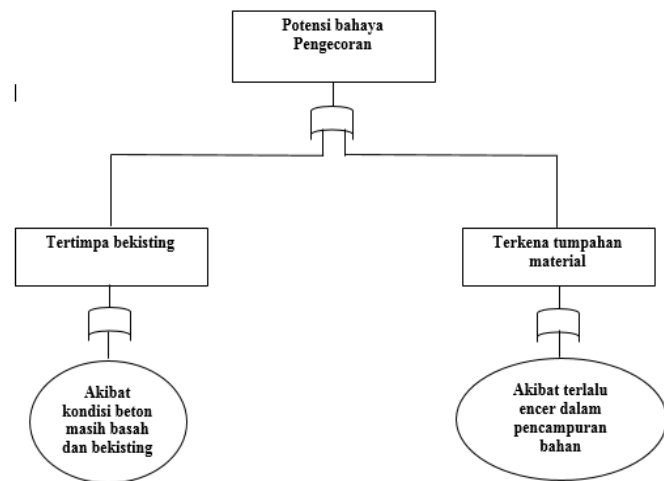 Potensi bahaya
Pengecoran
Tertimpa bekisting
Terkena tumpahan
material
Akibat
kondisi beton
masih basah
dan bekisting
Akibat terlalu
encer dalam
pencampuran
bahan